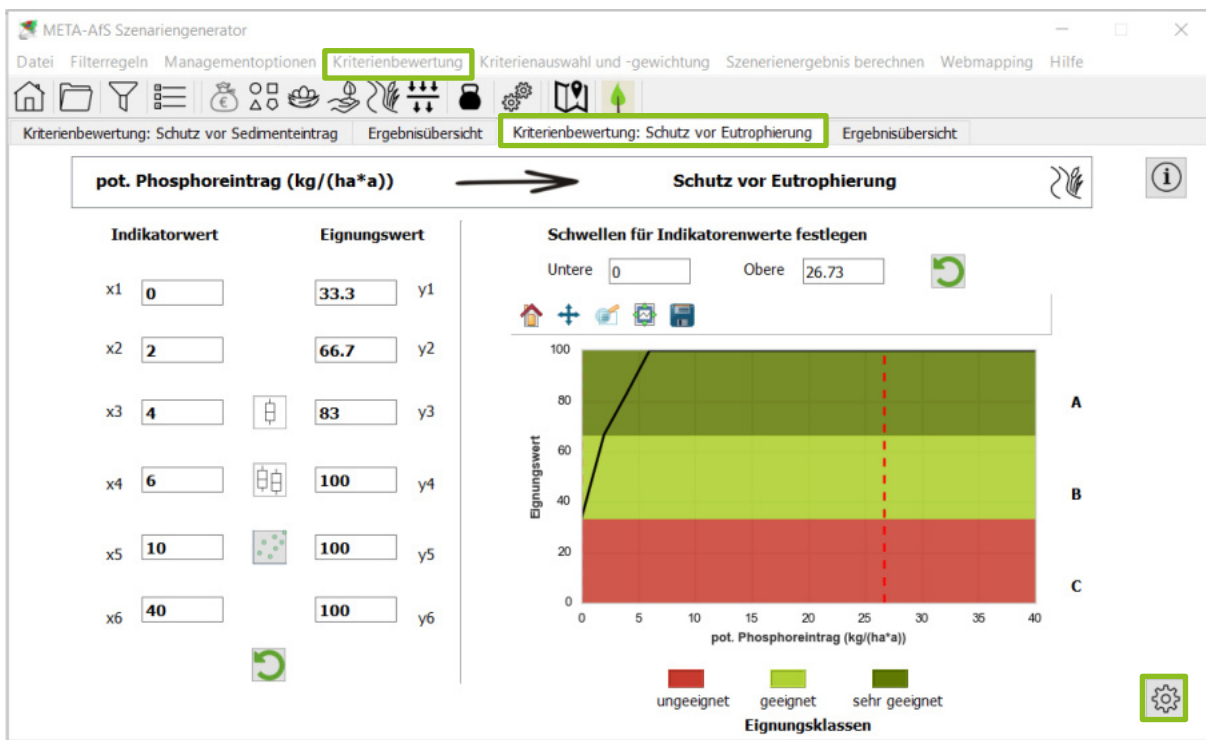 META-AfS Szenariengenerator
Datei Filterregeln Managementoptionen Kriterienbewertung Kriterienauswahl und -gewichtung Szenerienergebnis berechnen Webmapping Hilfe
Kriterienbewertung: Schutz vor Sedimenteintrag Ergebnisübersicht Kriterienbewertung: Schutz vor Eutrophierung Ergebnisübersicht
pot. Phosphoreintrag (kg/(ha*a)) Schutz vor Eutrophierung
i
Indikatorwert Eignungswert
x1 0 33.3 y1
x2 2 66.7 y2
x3 4 83 y3
x4 6 100 y4
x5 10 100 y5
x6 40 100 y6
Schwellen für Indikatorenwerte festlegen
Untere 0 Obere 26.73
100
80
60
40
20
0
Eignungswert
A
B
C
0 5 10 15 20 25 30 35 40
pot. Phosphoreintrag (kg/(ha*a))
ungeeignet geeignet sehr geeignet
Eignungsklassen